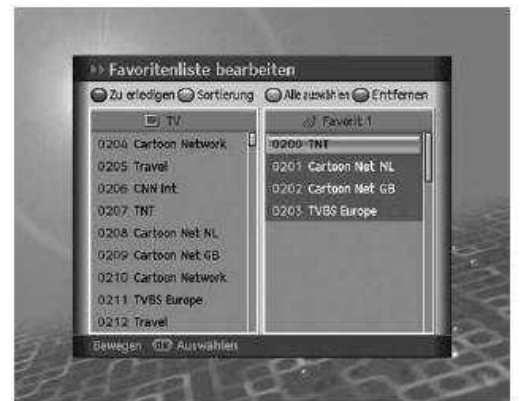 Favoritenliste bearbeiten
Zu erledigen Sortierung Alle auswählen Entfernen
TV
0204 Cartoon Network
0205 Travel
0206 CNN Int.
0207 TNT
0208 Cartoon Net NL
0209 Cartoon Net GB
0210 Cartoon Network
0211 TVBS Europe
0212 Travel
Favorit 1
0200 TNT
0201 Cartoon Net NL
0202 Cartoon Net GB
0203 TVBS Europe
Bewegen OK Auswählen